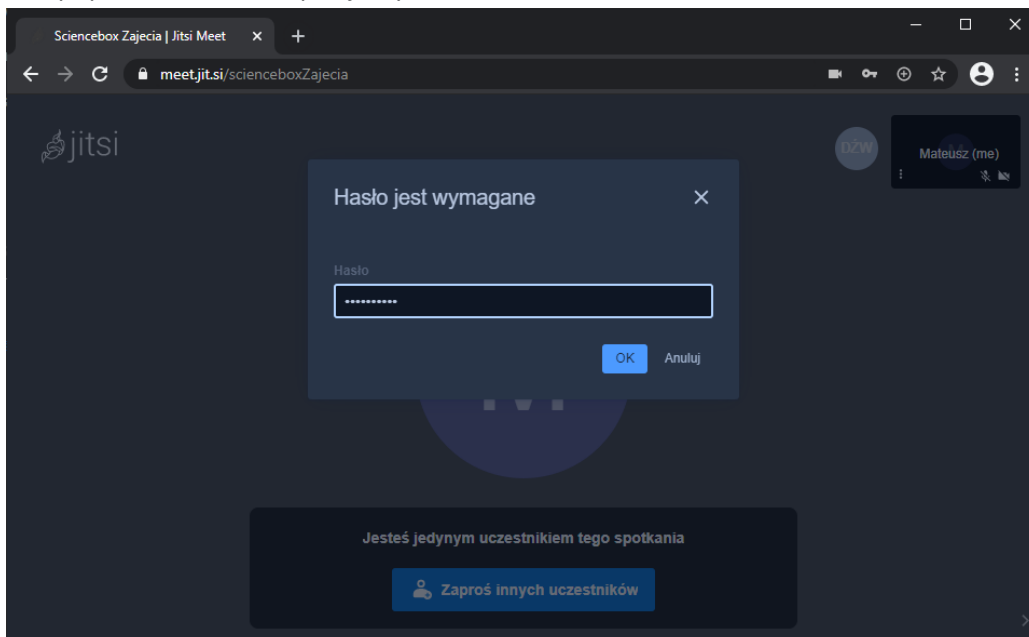 Sciencebox Zajecia | Jitsi Meet
meet.jit.si/scienceboxZajecia
jitsi
DŹW
Mateusz (me)
Hasło jest wymagane
Hasło
••••••••••
OK Anuluj
Jesteś jedynym uczestnikiem tego spotkania
Zaproś innych uczestników